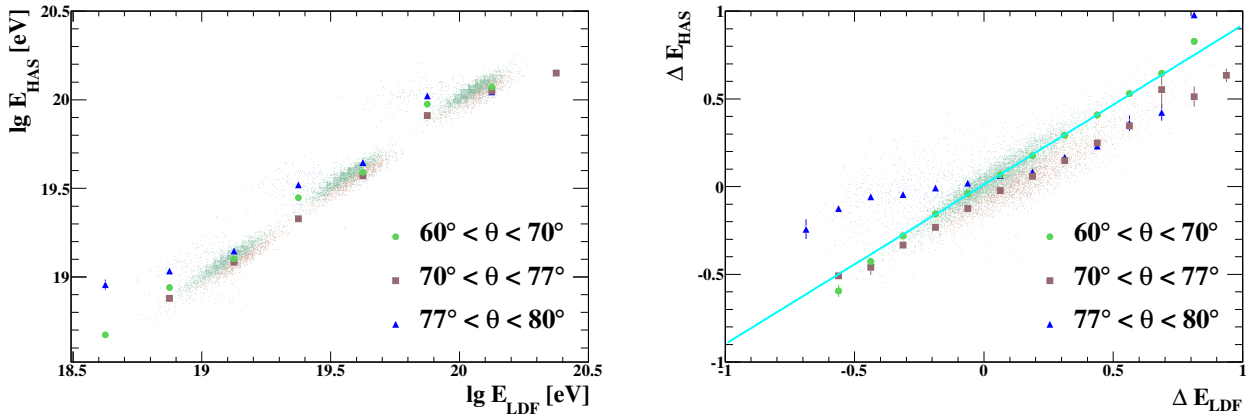 lg E_HAS [eV]
20.5
20
19.5
19
60° < θ < 70°
70° < θ < 77°
77° < θ < 80°
18.5 19 19.5 20 20.5
lg E_LDF [eV]
Δ E_HAS
1
0.5
0
-0.5
-1
60° < θ < 70°
70° < θ < 77°
77° < θ < 80°
-1 -0.5 0 0.5 1
Δ E_LDF